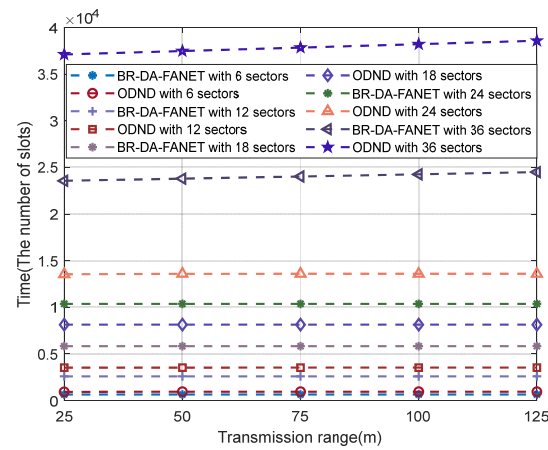 ×10⁴
4
3.5
3
2.5
2
1.5
1
0.5
0
Time(The number of slots)
BR-DA-FANET with 6 sectors
ODND with 6 sectors
BR-DA-FANET with 12 sectors
ODND with 12 sectors
BR-DA-FANET with 18 sectors
ODND with 18 sectors
BR-DA-FANET with 24 sectors
ODND with 24 sectors
BR-DA-FANET with 36 sectors
ODND with 36 sectors
25 50 75 100 125
Transmission range(m)